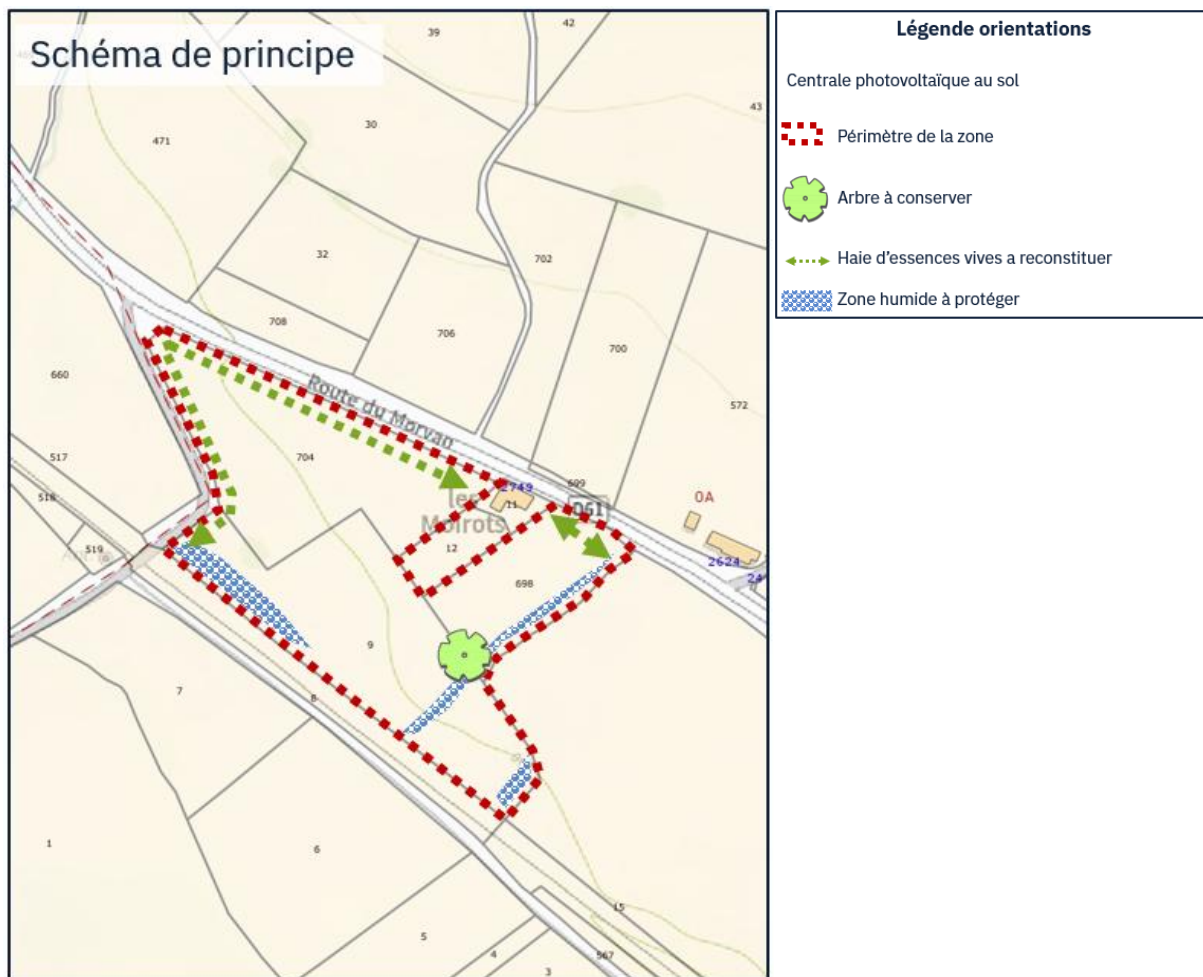 Schéma de principe
42
39
43
30
471
702
32
708
706
700
660
572
Route du Morvan
517
704
518
2749
699
11
D61
0A
les
Moirots
12
519
2624
698
9
7
8
1
6
15
5
4
567
3
Légende orientations
Centrale photovoltaïque au sol
Périmètre de la zone
Arbre à conserver
Haie d'essences vives a reconstituer
Zone humide à protéger